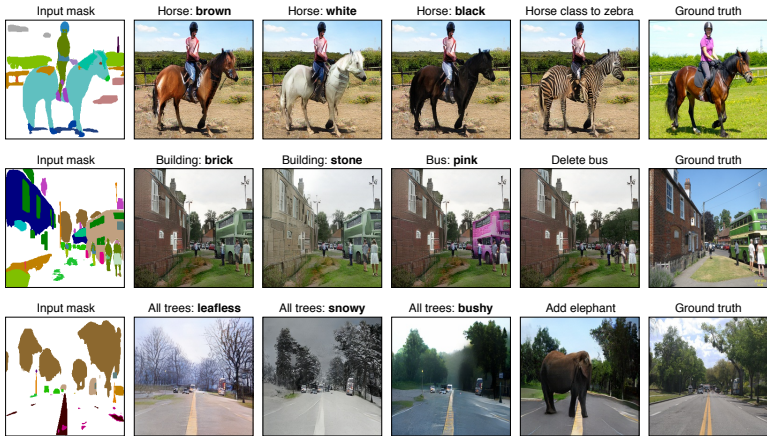 Input mask
Horse: brown
Horse: white
Horse: black
Horse class to zebra
Ground truth
Input mask
Building: brick
Building: stone
Bus: pink
Delete bus
Ground truth
Input mask
All trees: leafless
All trees: snowy
All trees: bushy
Add elephant
Ground truth